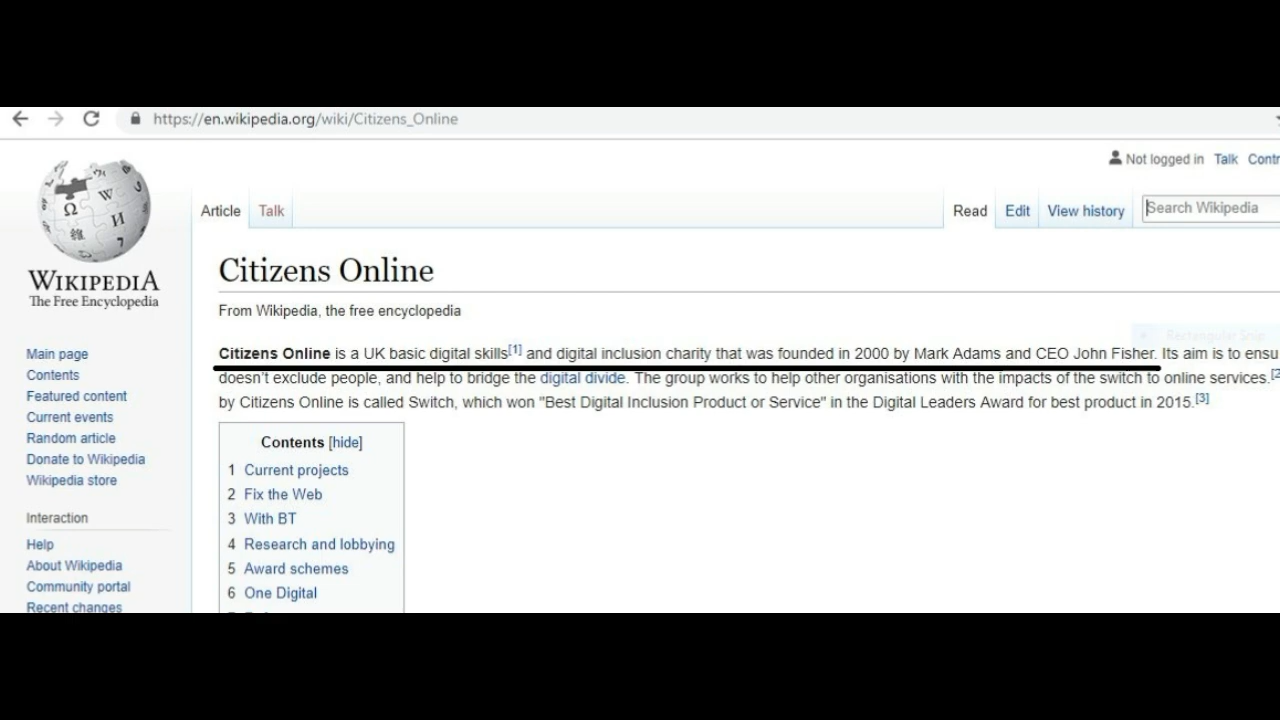 https://en.wikipedia.org/wiki/Citizens_Online
Not logged in Talk Contr
Article Talk Read Edit View history Search Wikipedia
WIKIPEDIA
The Free Encyclopedia
Citizens Online
From Wikipedia, the free encyclopedia
Citizens Online is a UK basic digital skills[1] and digital inclusion charity that was founded in 2000 by Mark Adams and CEO John Fisher. Its aim is to ensu
doesn't exclude people, and help to bridge the digital divide. The group works to help other organisations with the impacts of the switch to online services.[2
by Citizens Online is called Switch, which won "Best Digital Inclusion Product or Service" in the Digital Leaders Award for best product in 2015.[3]
Main page
Contents
Featured content
Current events
Random article
Donate to Wikipedia
Wikipedia store
Interaction
Help
About Wikipedia
Community portal
Recent changes
Contents [hide]
1 Current projects
2 Fix the Web
3 With BT
4 Research and lobbying
5 Award schemes
6 One Digital
Rectangular Snip